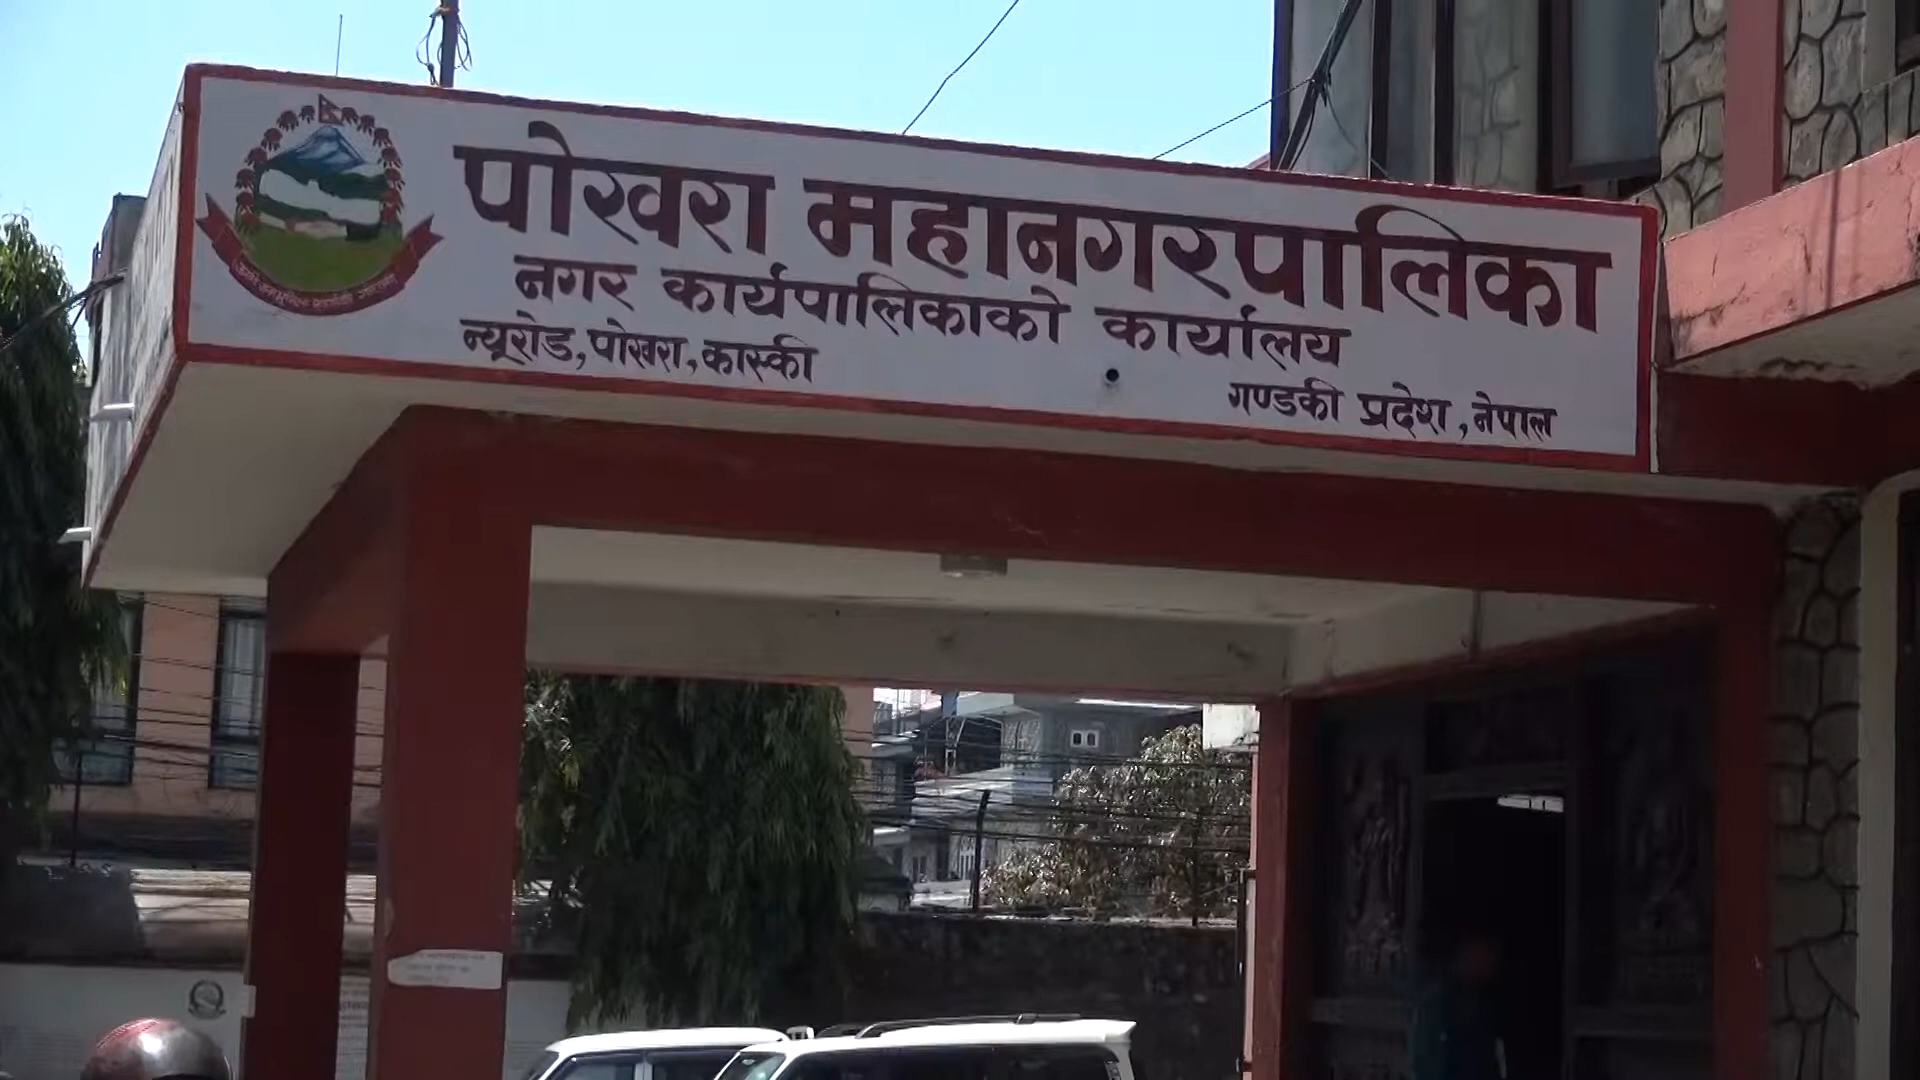 पोखरा महानगरपालिका
नगर कार्यपालिकाको कार्यालय
न्यूरोड, पोखरा, कास्की
गण्डकी प्रदेश, नेपाल